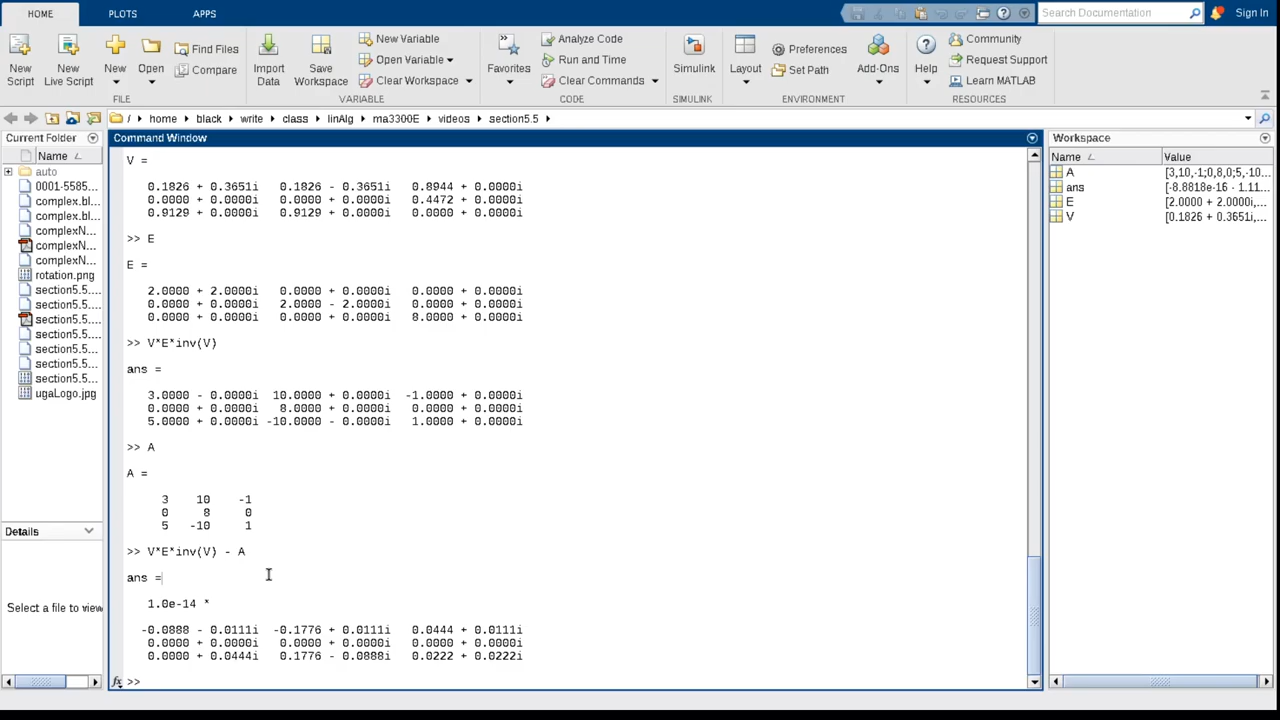 HOME PLOTS APPS Search Documentation Sign In
New Script
New Live Script
New
Open
Find Files
Compare
FILE
Import Data
Save Workspace
New Variable
Open Variable
Clear Workspace
VARIABLE
Favorites
Analyze Code
Run and Time
Clear Commands
CODE
Simulink
SIMULINK
Layout
Preferences
Set Path
Add-Ons
ENVIRONMENT
Help
Community
Request Support
Learn MATLAB
RESOURCES
/ home black write class linAlg ma3300E videos section5.5
Current Folder
Name
auto
0001-5585...
complex.bl...
complex.bl...
complexN...
complexN...
complexN...
rotation.png
section5.5...
section5.5...
section5.5...
section5.5...
section5.5...
section5.5...
section5.5...
ugaLogo.jpg
Details
Select a file to view
Command Window
V =
0.1826 + 0.3651i 0.1826 - 0.3651i 0.8944 + 0.0000i
0.0000 + 0.0000i 0.0000 + 0.0000i 0.4472 + 0.0000i
0.9129 + 0.0000i 0.9129 + 0.0000i 0.0000 + 0.0000i
>> E
E =
2.0000 + 2.0000i 0.0000 + 0.0000i 0.0000 + 0.0000i
0.0000 + 0.0000i 2.0000 - 2.0000i 0.0000 + 0.0000i
0.0000 + 0.0000i 0.0000 + 0.0000i 8.0000 + 0.0000i
>> V*E*inv(V)
ans =
3.0000 - 0.0000i 10.0000 + 0.0000i -1.0000 + 0.0000i
0.0000 + 0.0000i 8.0000 + 0.0000i 0.0000 + 0.0000i
5.0000 + 0.0000i -10.0000 - 0.0000i 1.0000 + 0.0000i
>> A
A =
3 10 -1
0 8 0
5 -10 1
>> V*E*inv(V) - A
ans =
1.0e-14 *
-0.0888 - 0.0111i -0.1776 + 0.0111i 0.0444 + 0.0111i
0.0000 + 0.0000i 0.0000 + 0.0000i 0.0000 + 0.0000i
0.0000 + 0.0444i 0.1776 - 0.0888i 0.0222 + 0.0222i
fx >>
Workspace
Name Value
A [3,10,-1;0,8,0;5,-10...
ans [-8.8818e-16 - 1.11...
E [2.0000 + 2.0000i,...
V [0.1826 + 0.3651i,...